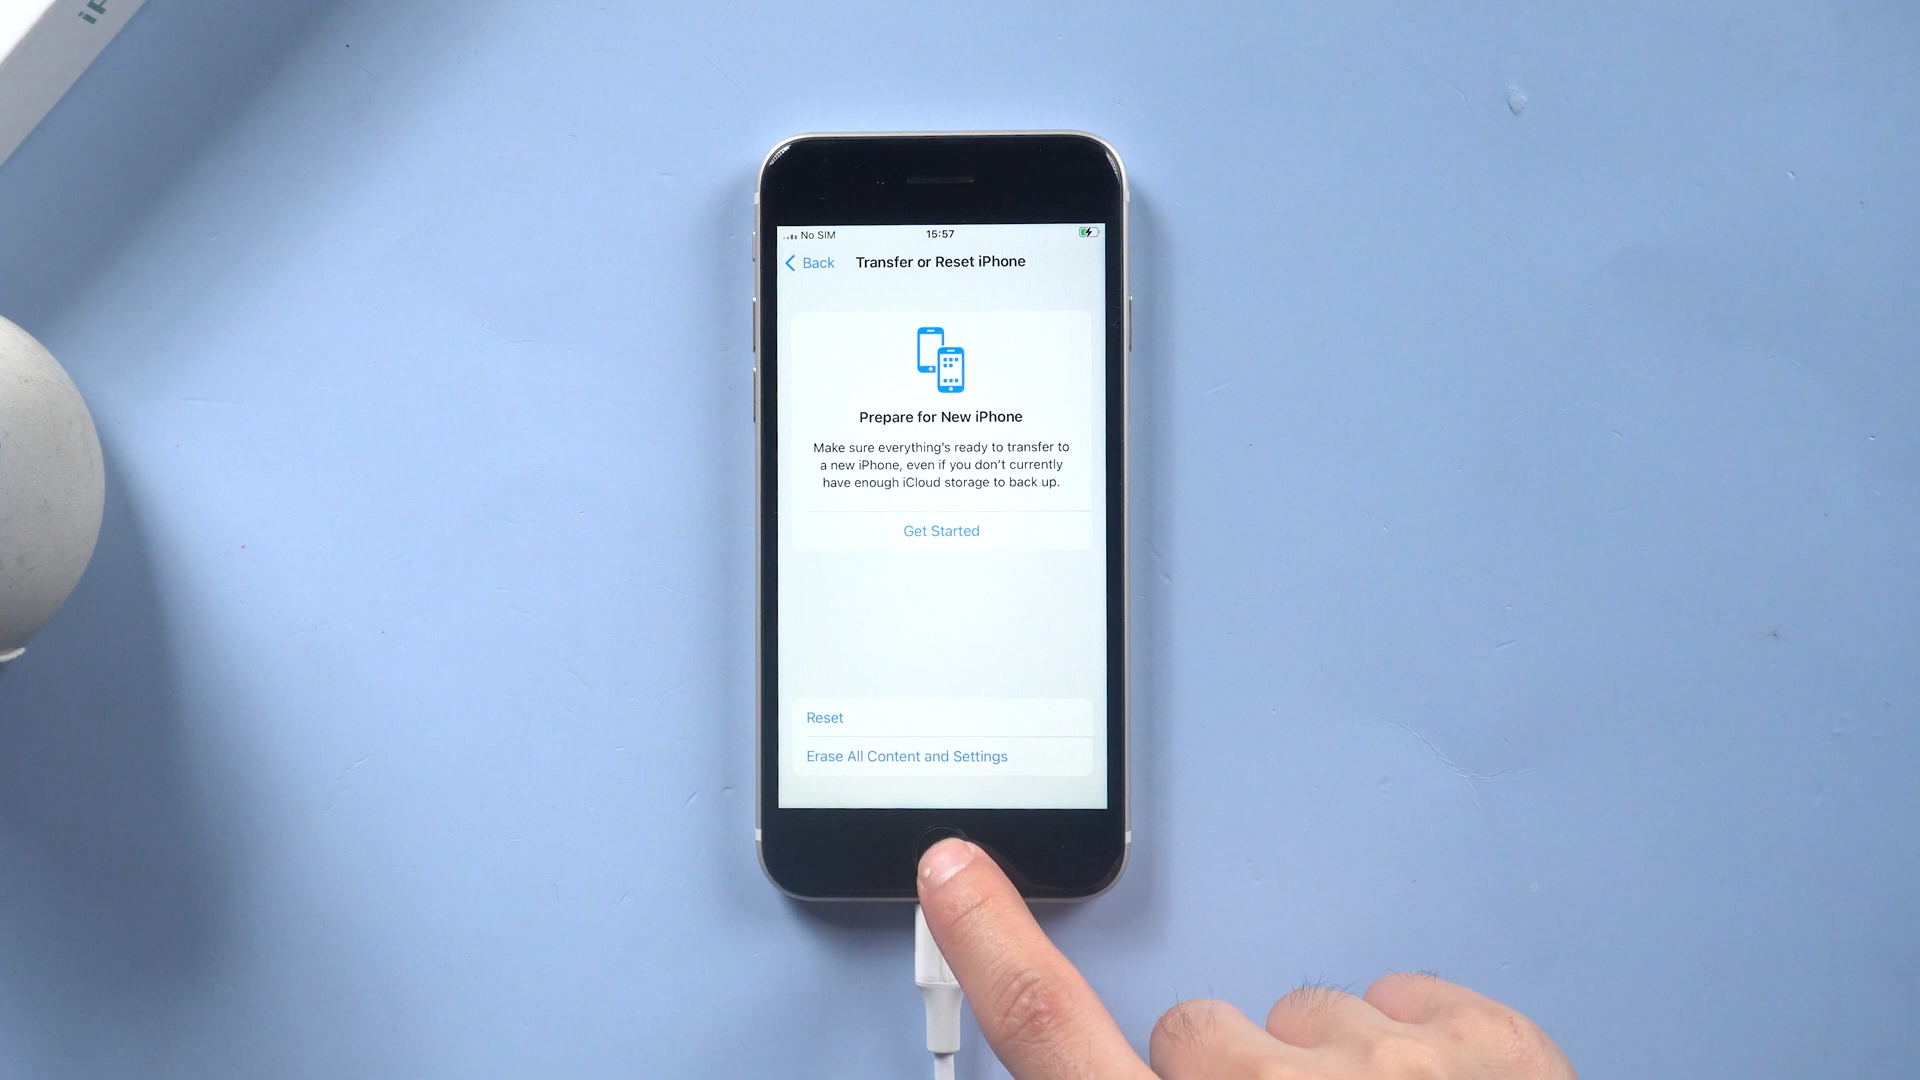 No SIM
15:57
Back
Transfer or Reset iPhone
Prepare for New iPhone
Make sure everything's ready to transfer to
a new iPhone, even if you don't currently
have enough iCloud storage to back up.
Get Started
Reset
Erase All Content and Settings